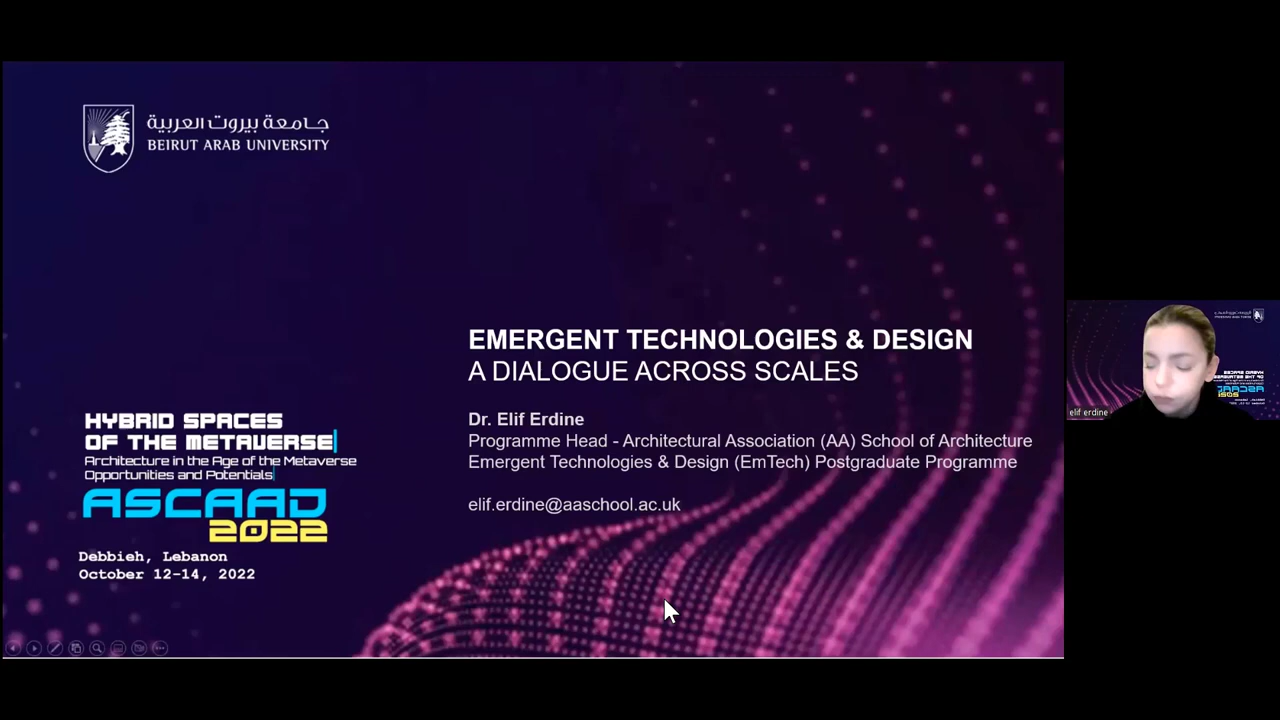 جامعة بيروت العربية
BEIRUT ARAB UNIVERSITY
EMERGENT TECHNOLOGIES & DESIGN
A DIALOGUE ACROSS SCALES
Dr. Elif Erdine
Programme Head - Architectural Association (AA) School of Architecture
Emergent Technologies & Design (EmTech) Postgraduate Programme
elif.erdine@aaschool.ac.uk
HYBRID SPACES
OF THE METAVERSE
Architecture in the Age of the Metaverse
Opportunities and Potentials
ASCAAD
2022
Debbieh, Lebanon
October 12-14, 2022
elif erdine